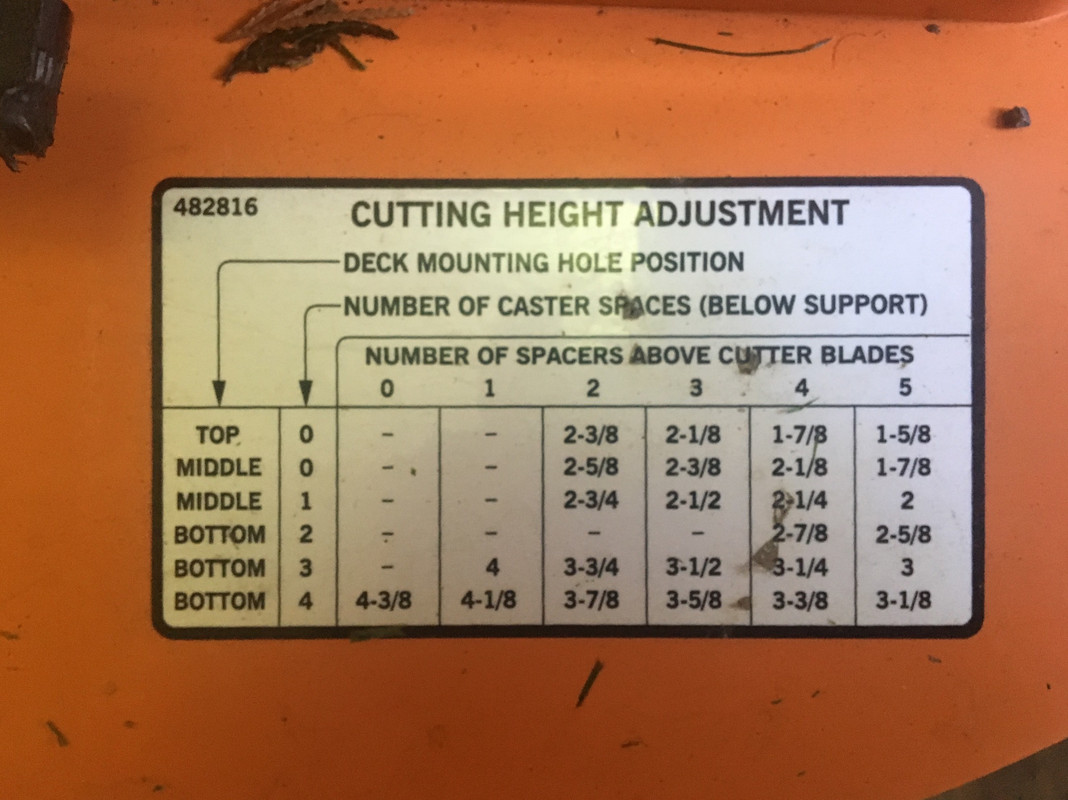 482816
CUTTING HEIGHT ADJUSTMENT
DECK MOUNTING HOLE POSITION
NUMBER OF CASTER SPACES (BELOW SUPPORT)
NUMBER OF SPACERS ABOVE CUTTER BLADES
0 1 2 3 4 5
TOP 0 – – 2-3/8 2-1/8 1-7/8 1-5/8
MIDDLE 0 – – 2-5/8 2-3/8 2-1/8 1-7/8
MIDDLE 1 – – 2-3/4 2-1/2 2-1/4 2
BOTTOM 2 – – – – 2-7/8 2-5/8
BOTTOM 3 – 4 3-3/4 3-1/2 3-1/4 3
BOTTOM 4 4-3/8 4-1/8 3-7/8 3-5/8 3-3/8 3-1/8